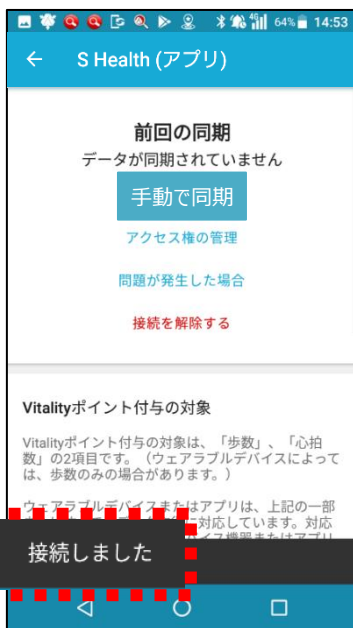 4G 64% 14:53
S Health (アプリ)
前回の同期
データが同期されていません
手動で同期
アクセス権の管理
問題が発生した場合
接続を解除する
Vitalityポイント付与の対象
Vitalityポイント付与の対象は、「歩数」、「心拍
数」の2項目です。（ウェアラブルデバイスによって
は、歩数のみの場合があります。）
ウェアラブルデバイスまたはアプリは、上記の一部
対応しています。対応
接続しました